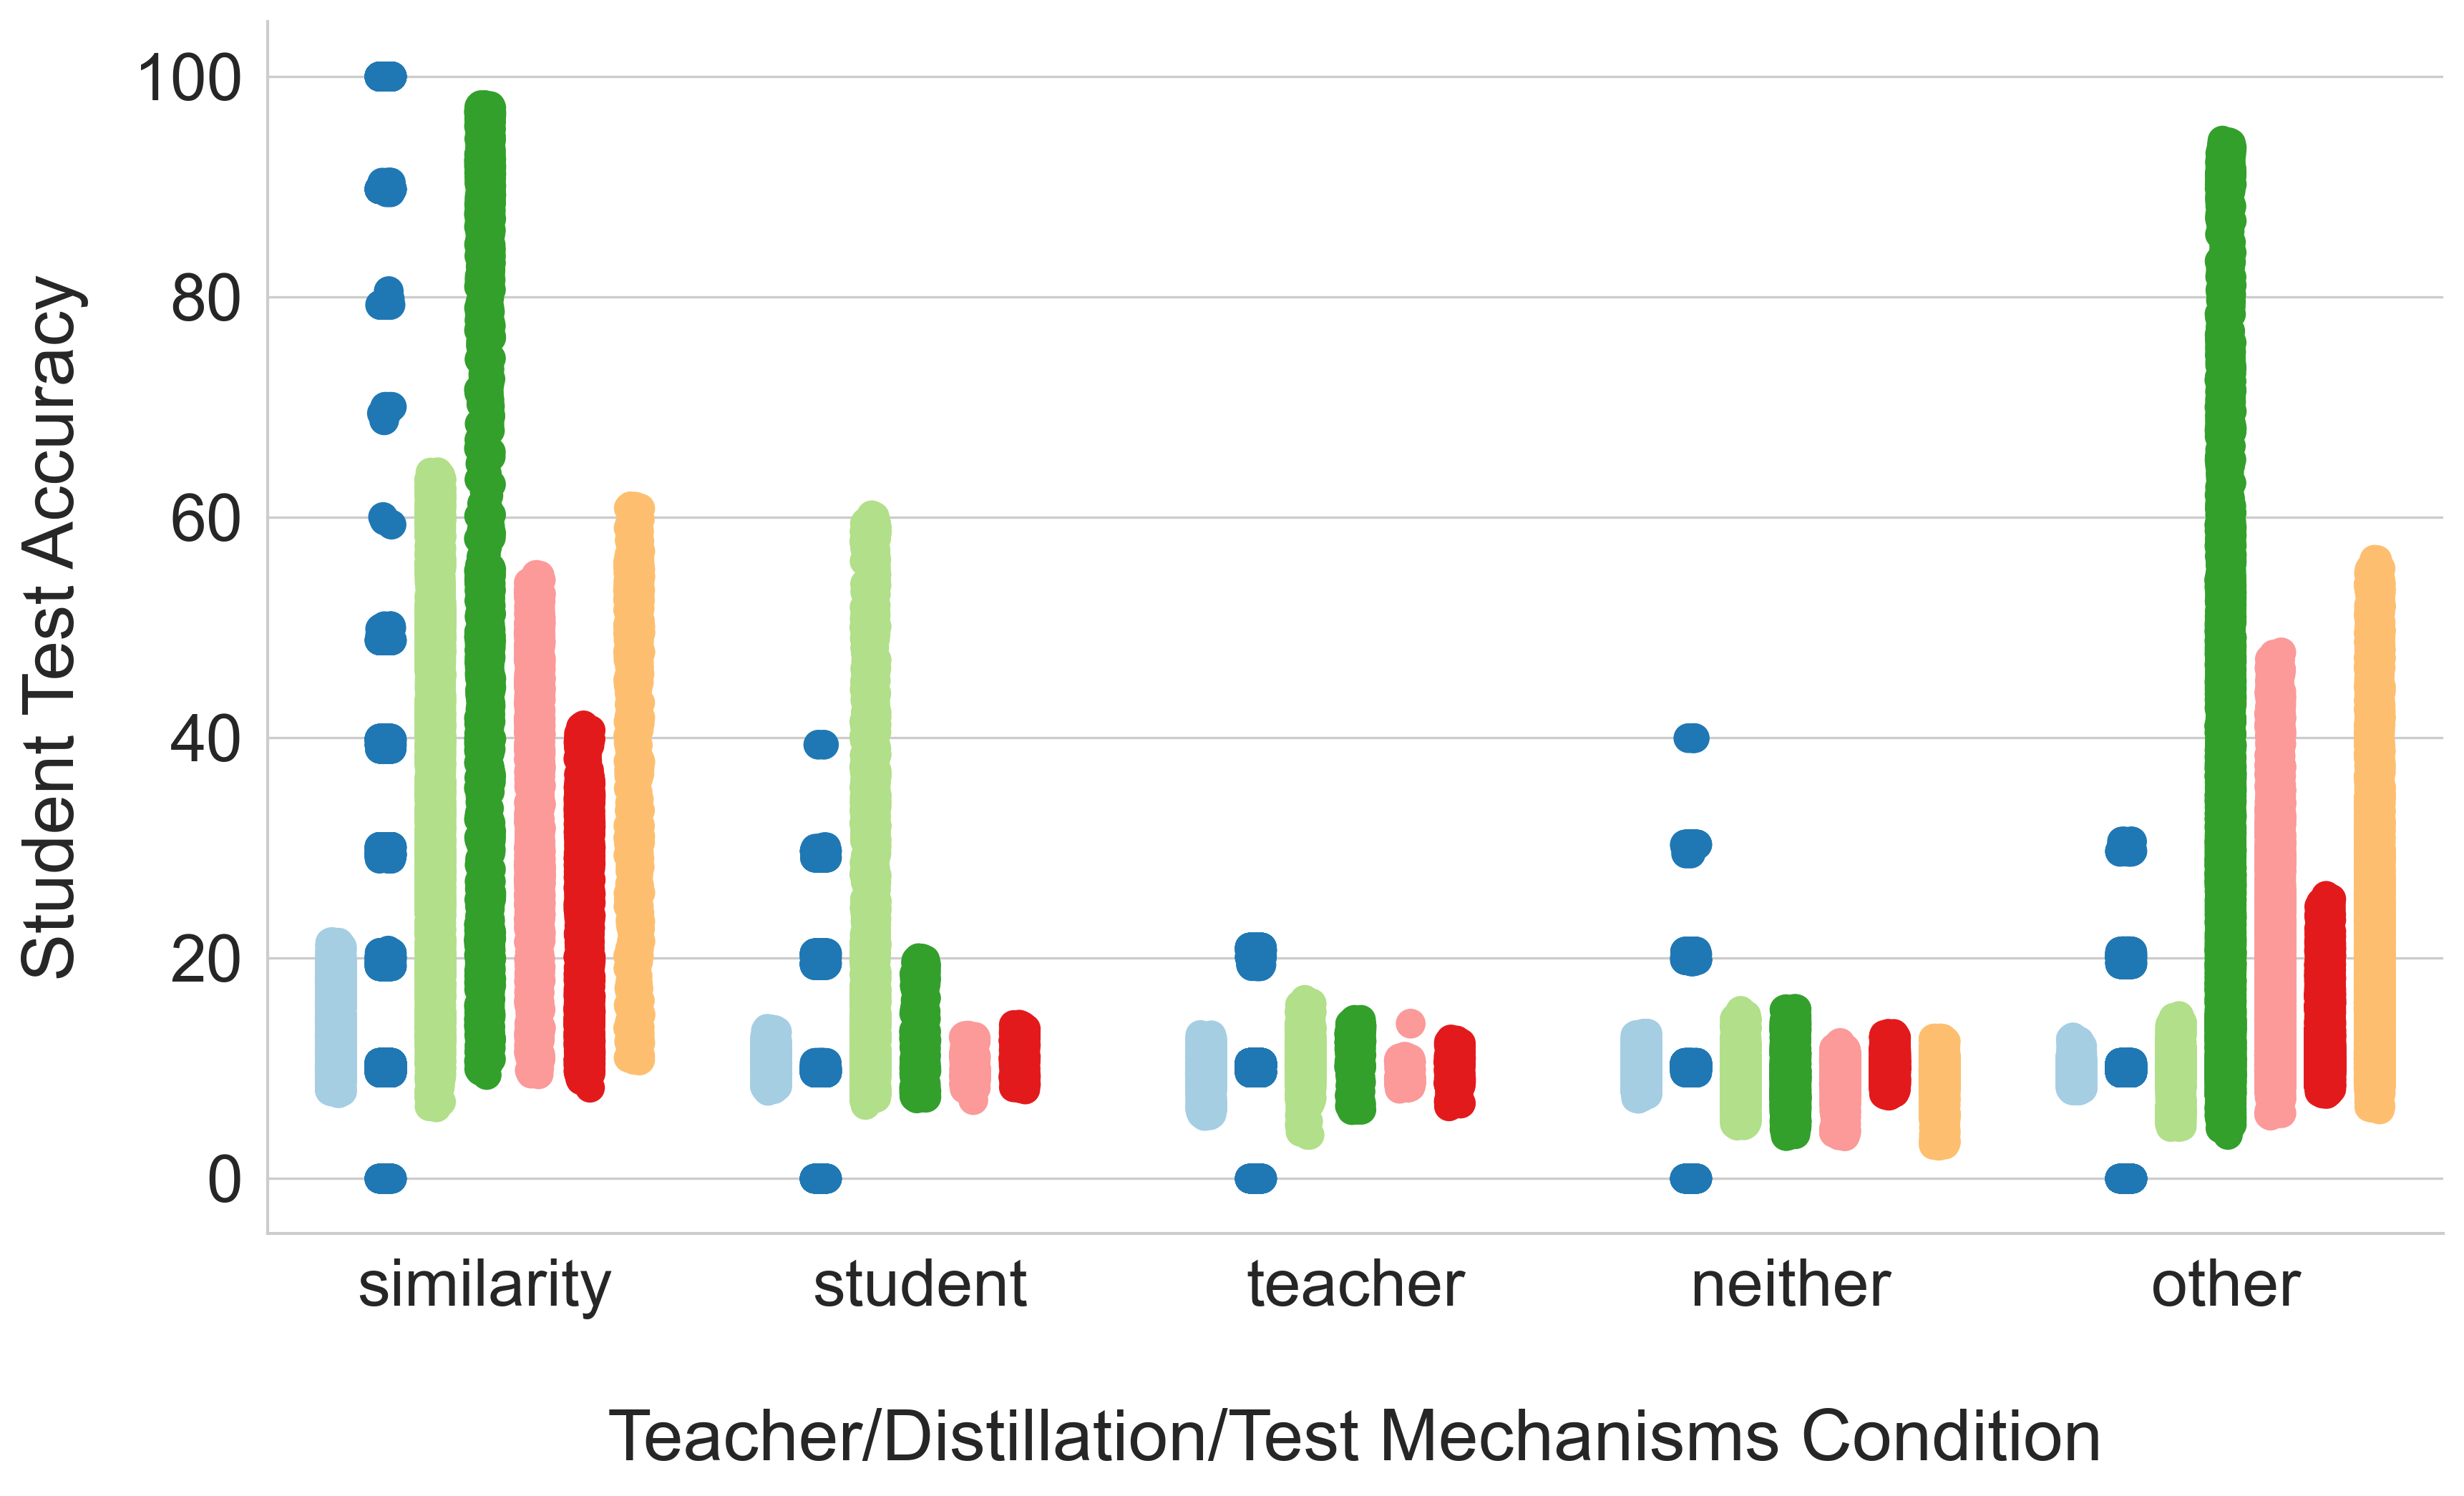 Student Test Accuracy
100
80
60
40
20
0
similarity student teacher neither other
Teacher/Distillation/Test Mechanisms Condition